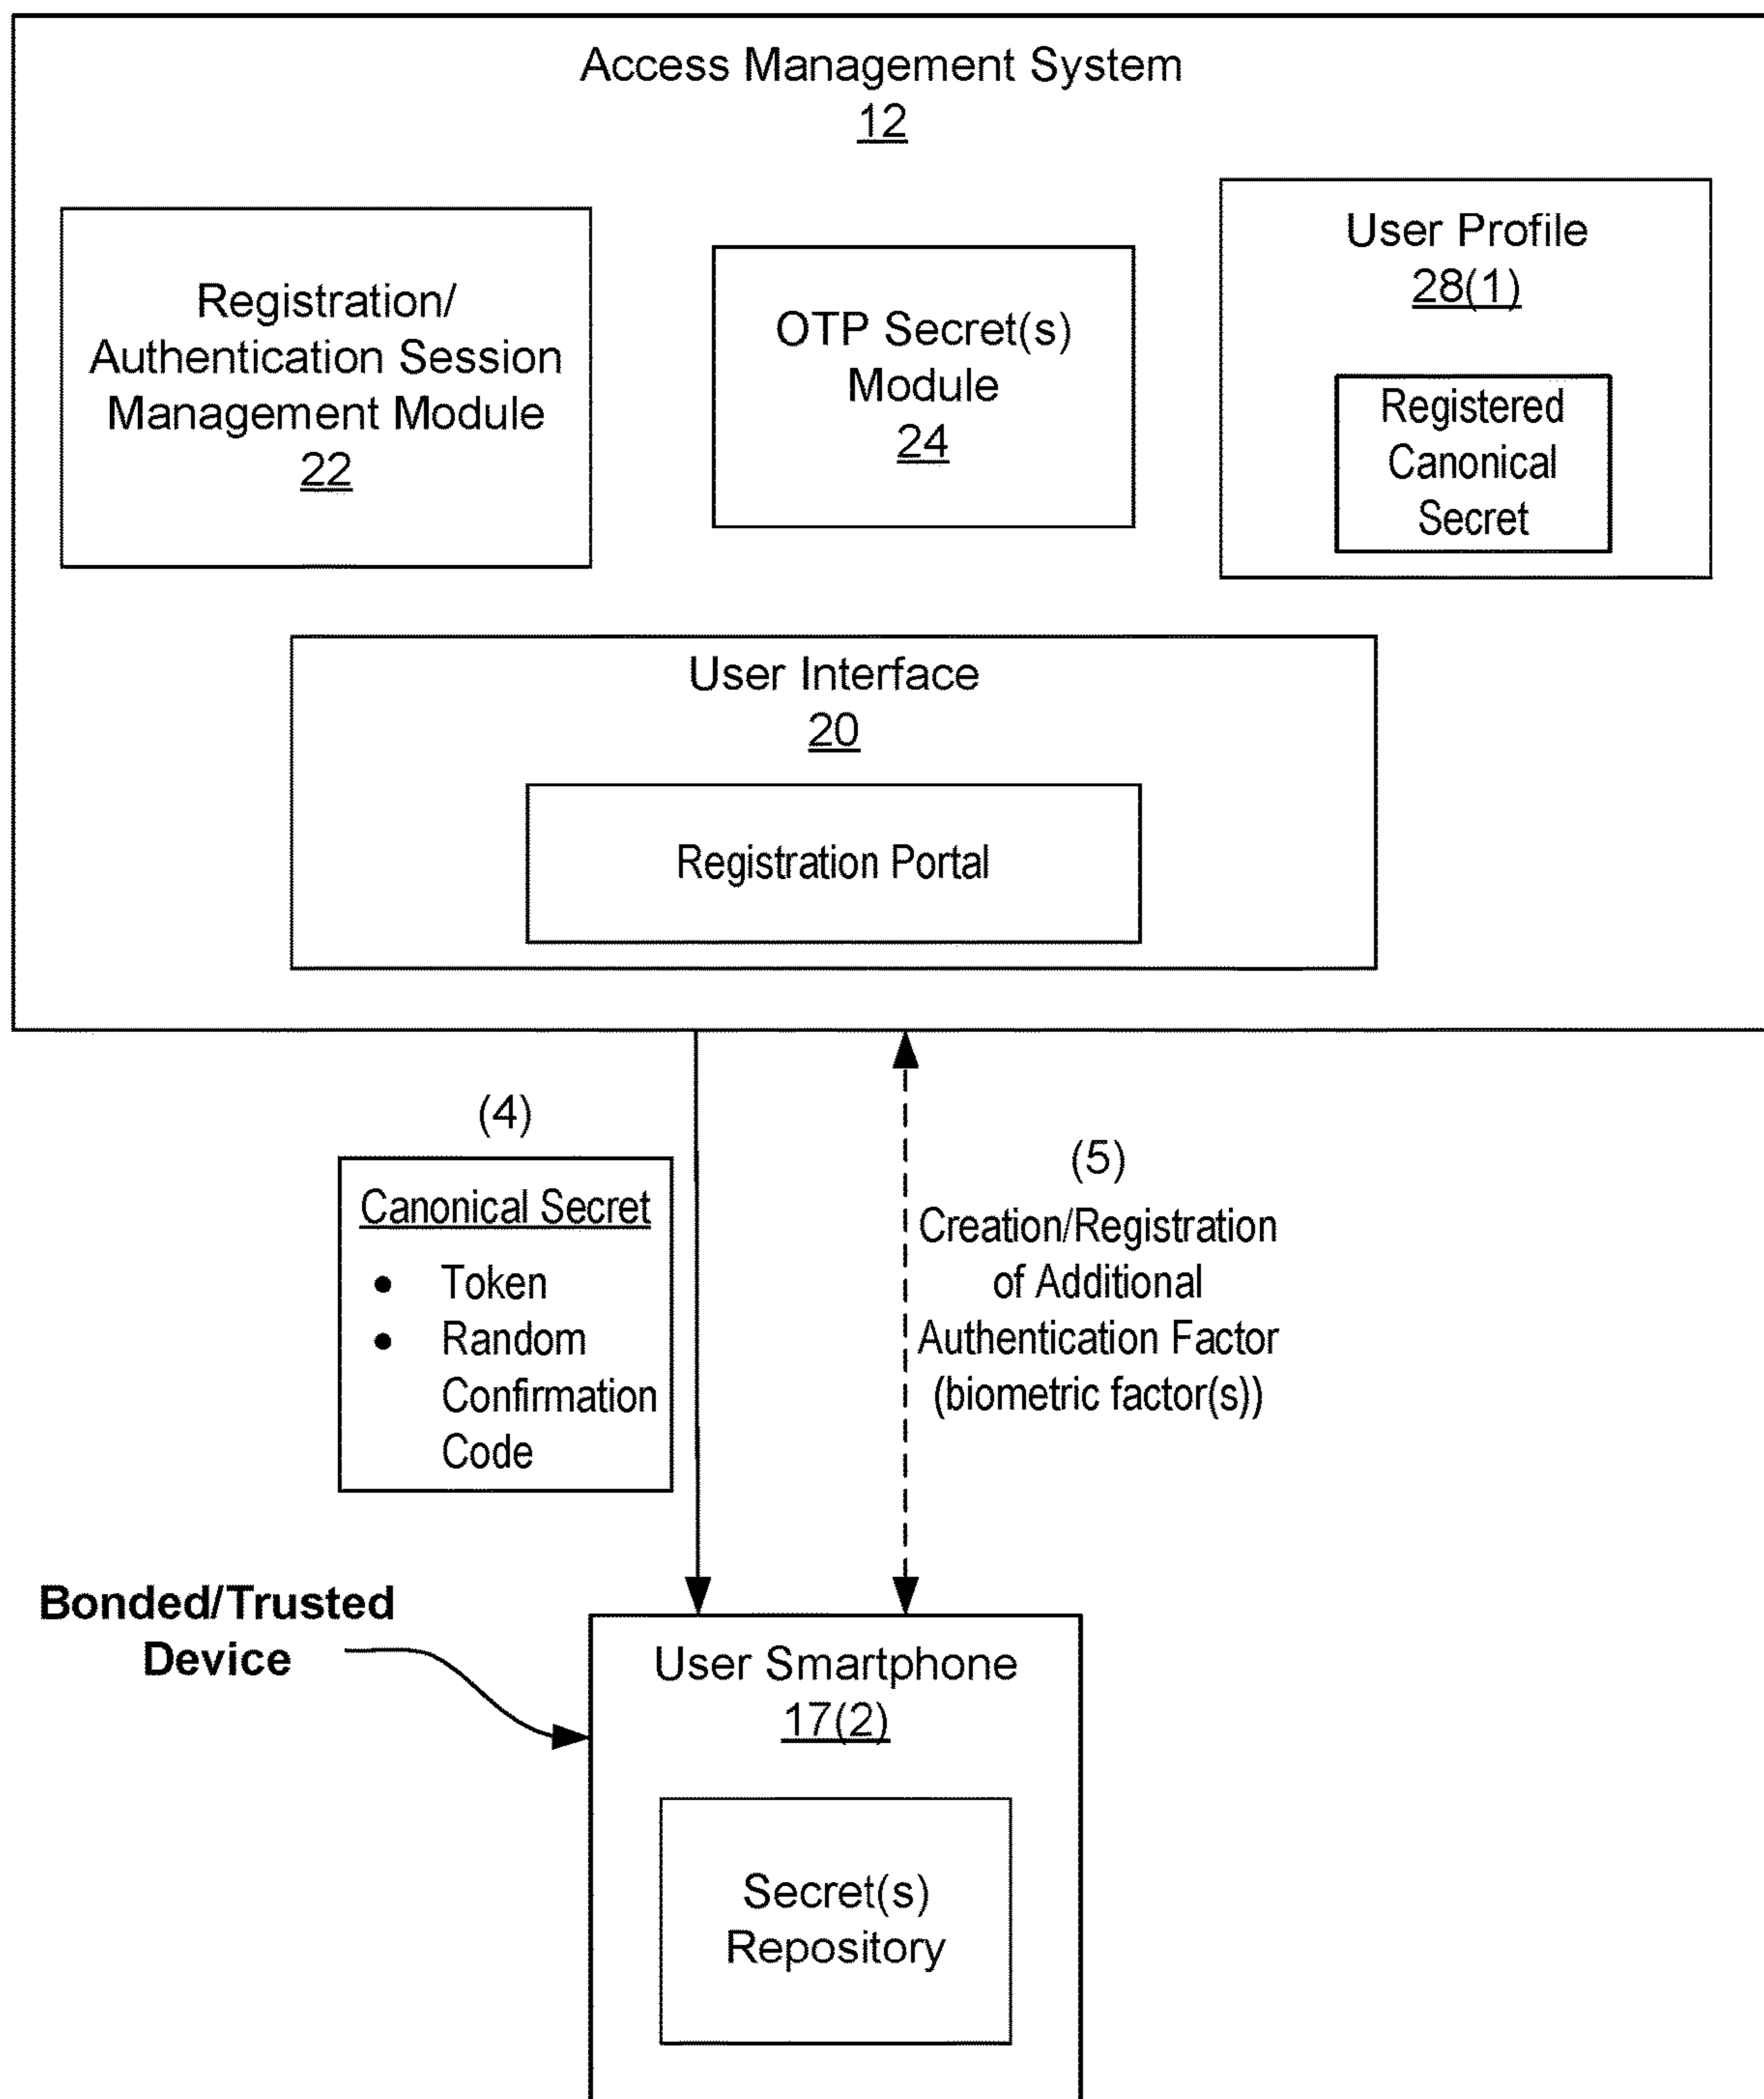 Access Management System
12
Registration/
Authentication Session
Management Module
22
OTP Secret(s)
Module
24
User Profile
28(1)
Registered
Canonical
Secret
User Interface
20
Registration Portal
(4)
Canonical Secret
• Token
• Random
Confirmation
Code
(5)
Creation/Registration
of Additional
Authentication Factor
(biometric factor(s))
Bonded/Trusted
Device
User Smartphone
17(2)
Secret(s)
Repository